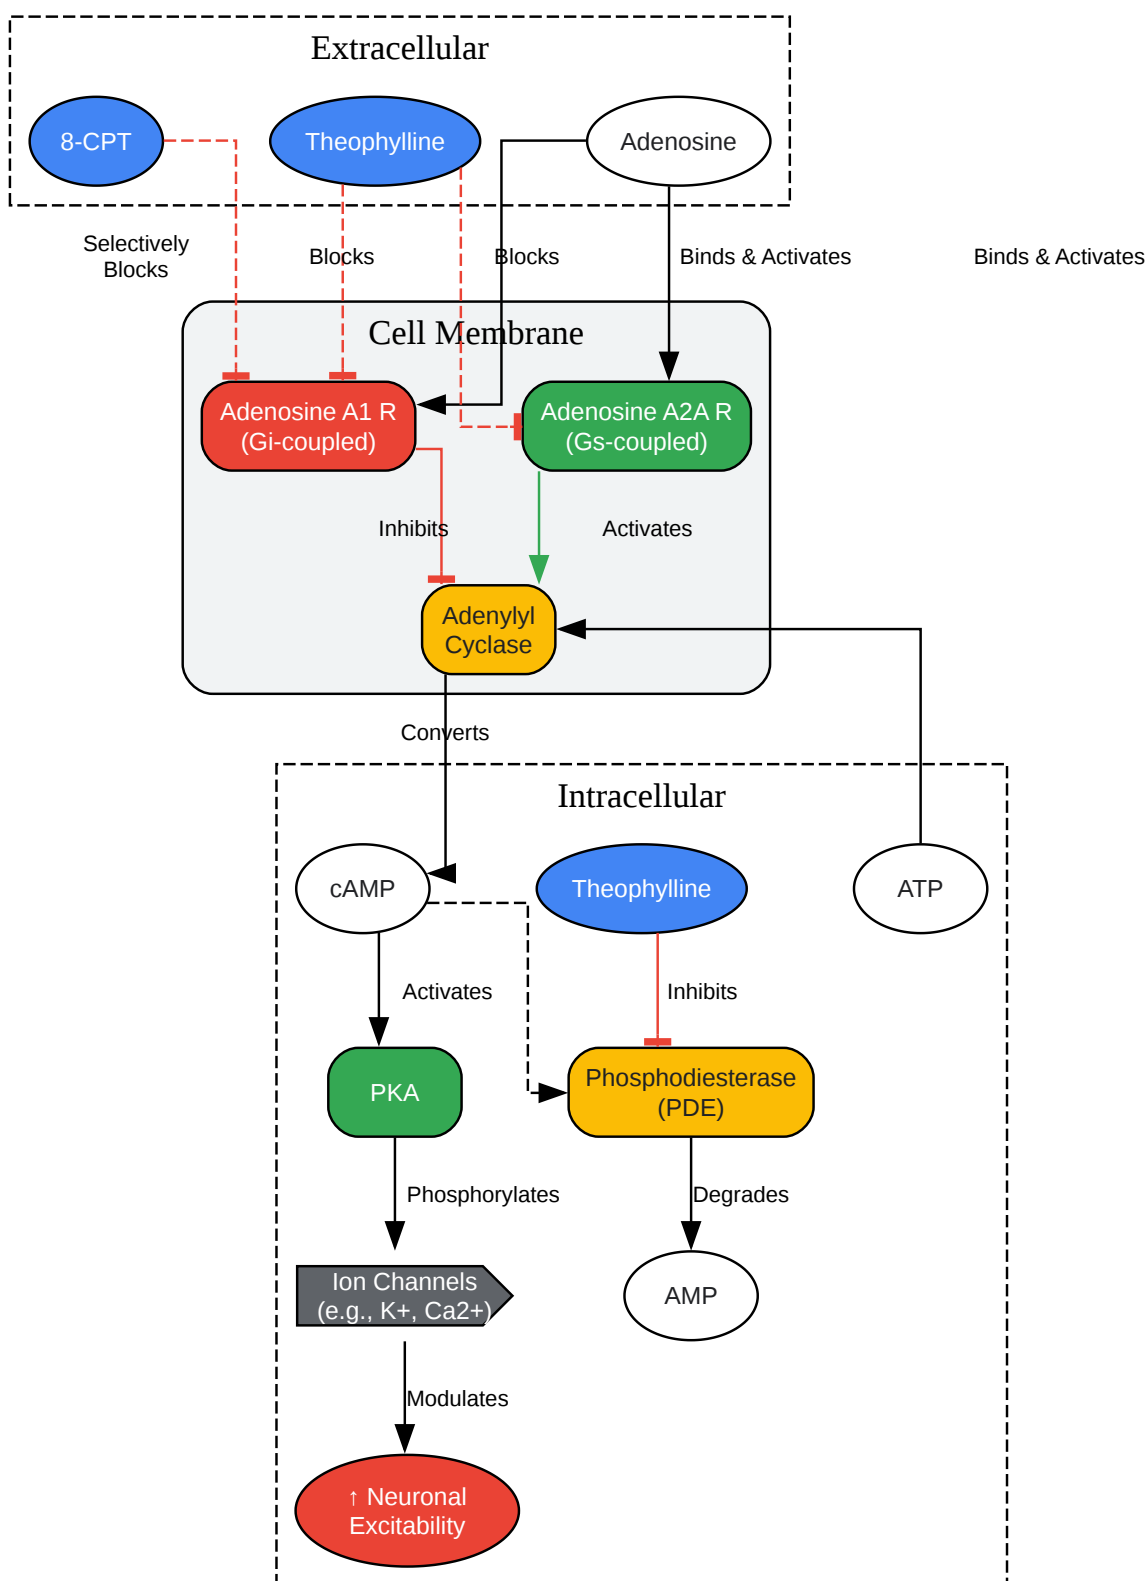 Extracellular
8-CPT
Theophylline
Adenosine
Selectively
Blocks
Blocks
Blocks
Binds & Activates
Binds & Activates
Cell Membrane
Adenosine A1 R
(Gi-coupled)
Adenosine A2A R
(Gs-coupled)
Inhibits
Activates
Adenylyl
Cyclase
Converts
Intracellular
cAMP
Theophylline
ATP
Activates
Inhibits
PKA
Phosphodiesterase
(PDE)
Phosphorylates
Degrades
Ion Channels
(e.g., K+, Ca2+)
AMP
Modulates
↑ Neuronal
Excitability